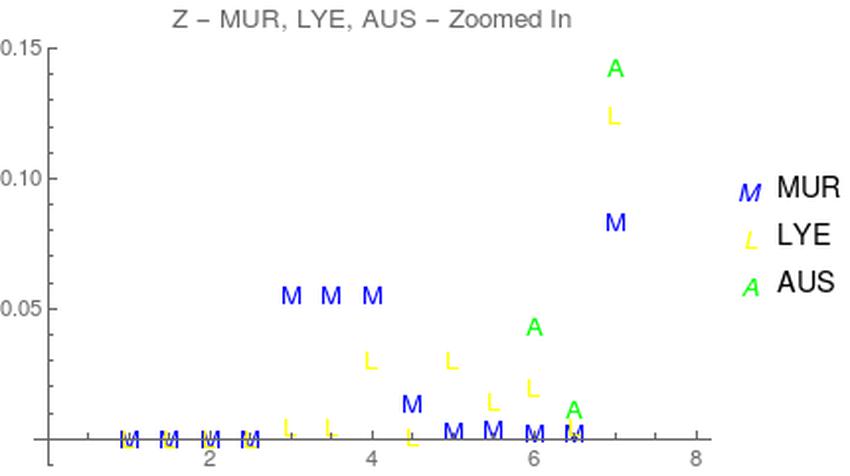 Z – MUR, LYE, AUS – Zoomed In
0.15
A
L
0.10
M MUR
M
L LYE
A AUS
0.05
M M M
A
L L
L
M L
A
L L M M M M
M M M M L L
2 4 6 8